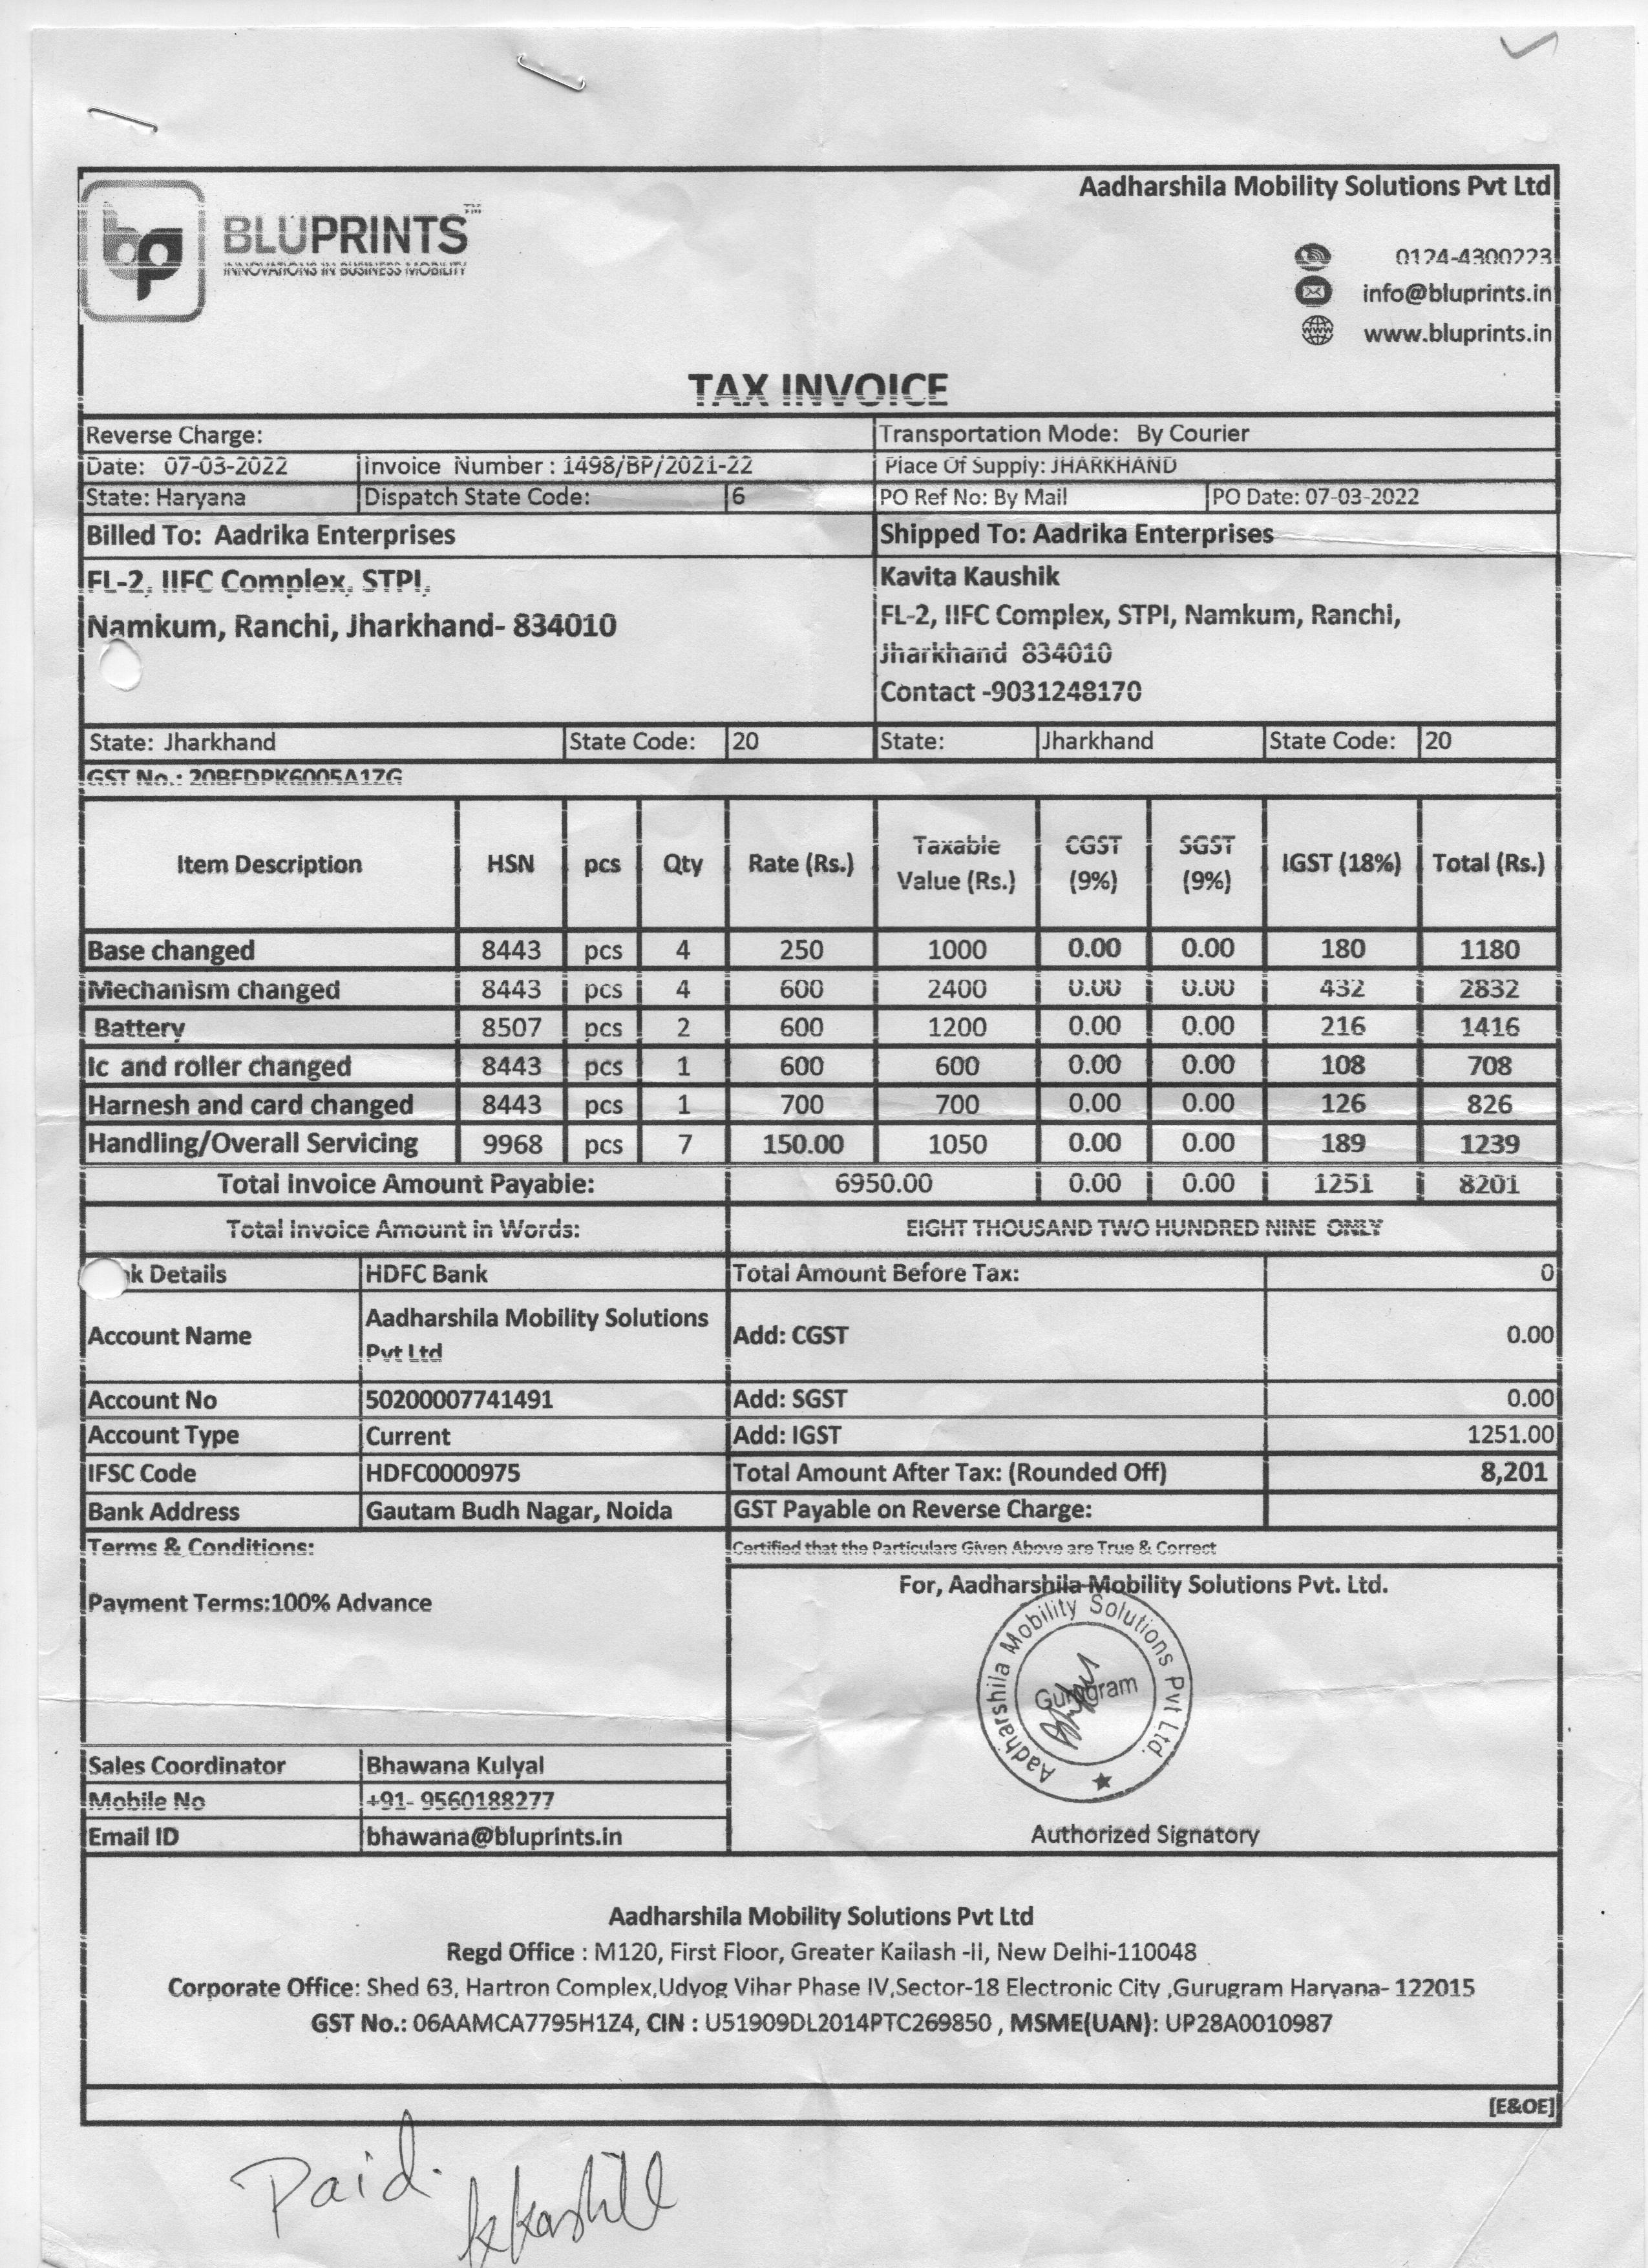 Aadharshila Mobility Solutions Pvt Ltd
bp
BLUPRINTS™
INNOVATIONS IN BUSINESS MOBILITY
0124-4300223
info@bluprints.in
www.bluprints.in
TAX INVOICE
Reverse Charge: Transportation Mode: By Courier
Date: 07-03-2022 Invoice Number : 1498/BP/2021-22 Place Of Supply: JHARKHAND
State: Haryana Dispatch State Code: 6 PO Ref No: By Mail PO Date: 07-03-2022
Billed To: Aadrika Enterprises Shipped To: Aadrika Enterprises
FL-2, IIFC Complex, STPI, Kavita Kaushik
Namkum, Ranchi, Jharkhand- 834010 FL-2, IIFC Complex, STPI, Namkum, Ranchi,
Jharkhand 834010
Contact -9031248170
State: Jharkhand State Code: 20 State: Jharkhand State Code: 20
GST No.: 20BFDPK6005A1ZG
Item Description HSN pcs Qty Rate (Rs.) Taxable Value (Rs.) CGST (9%) SGST (9%) IGST (18%) Total (Rs.)
Base changed 8443 pcs 4 250 1000 0.00 0.00 180 1180
Mechanism changed 8443 pcs 4 600 2400 0.00 0.00 432 2832
Battery 8507 pcs 2 600 1200 0.00 0.00 216 1416
Ic and roller changed 8443 pcs 1 600 600 0.00 0.00 108 708
Harnesh and card changed 8443 pcs 1 700 700 0.00 0.00 126 826
Handling/Overall Servicing 9968 pcs 7 150.00 1050 0.00 0.00 189 1239
Total Invoice Amount Payable: 6950.00 0.00 0.00 1251 8201
Total Invoice Amount in Words: EIGHT THOUSAND TWO HUNDRED NINE ONLY
k Details HDFC Bank Total Amount Before Tax: 0
Account Name Aadharshila Mobility Solutions Pvt Ltd Add: CGST 0.00
Account No 50200007741491 Add: SGST 0.00
Account Type Current Add: IGST 1251.00
IFSC Code HDFC0000975 Total Amount After Tax: (Rounded Off) 8,201
Bank Address Gautam Budh Nagar, Noida GST Payable on Reverse Charge:
Terms & Conditions: Certified that the Particulars Given Above are True & Correct
Payment Terms:100% Advance For, Aadharshila Mobility Solutions Pvt. Ltd.
Aadharshila Mobility Solutions Pvt Ltd.
Gurugram
Sales Coordinator Bhawana Kulyal
Mobile No +91- 9560188277
Email ID bhawana@bluprints.in Authorized Signatory
Aadharshila Mobility Solutions Pvt Ltd
Regd Office : M120, First Floor, Greater Kailash -II, New Delhi-110048
Corporate Office: Shed 63, Hartron Complex,Udyog Vihar Phase IV,Sector-18 Electronic City ,Gurugram Haryana- 122015
GST No.: 06AAMCA7795H1Z4, CIN : U51909DL2014PTC269850 , MSME(UAN): UP28A0010987
[E&OE]
Paid.